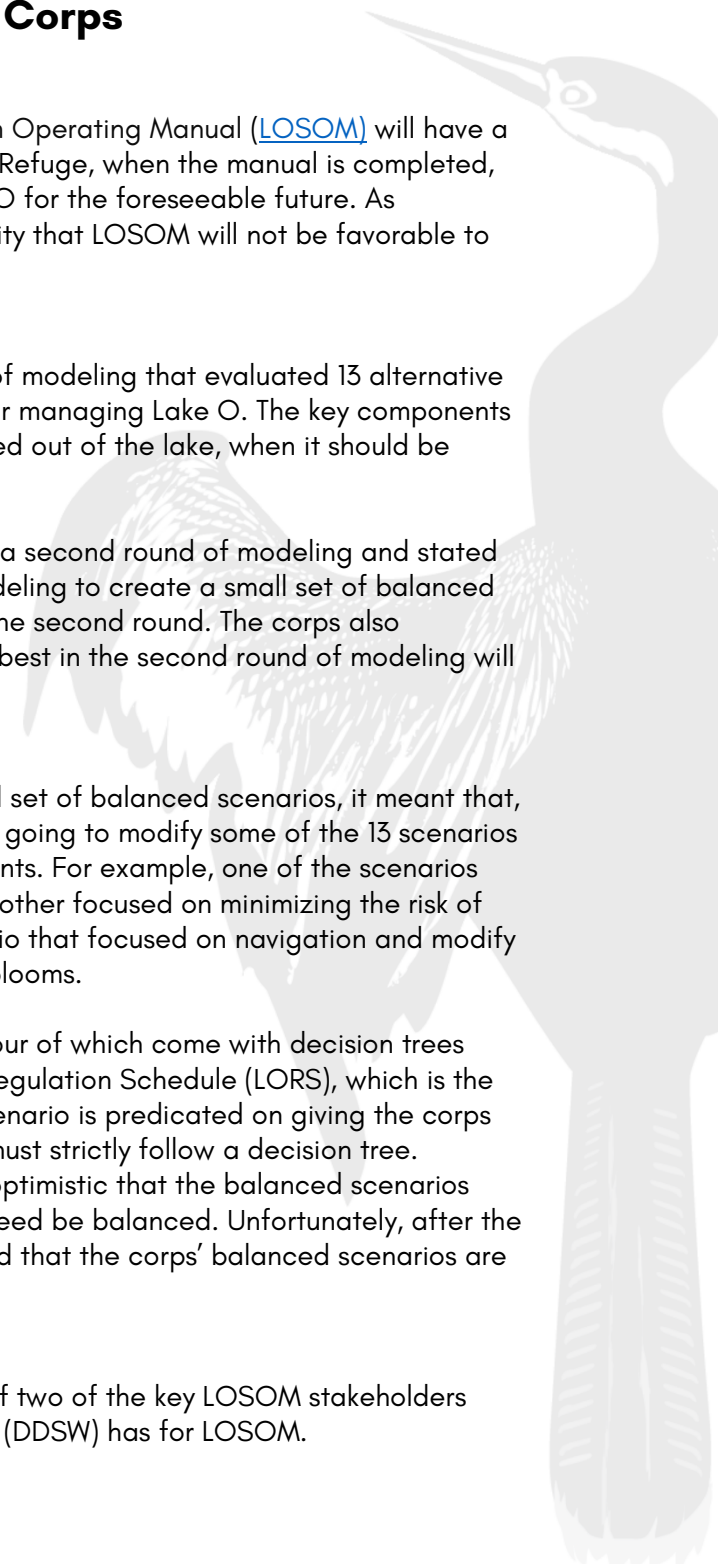 Corps
n Operating Manual (LOSOM) will have a
Refuge, when the manual is completed,
O for the foreseeable future. As
ity that LOSOM will not be favorable to
of modeling that evaluated 13 alternative
r managing Lake O. The key components
ed out of the lake, when it should be
a second round of modeling and stated
deling to create a small set of balanced
he second round. The corps also
best in the second round of modeling will
l set of balanced scenarios, it meant that,
going to modify some of the 13 scenarios
nts. For example, one of the scenarios
other focused on minimizing the risk of
io that focused on navigation and modify
looms.
our of which come with decision trees
egulation Schedule (LORS), which is the
enario is predicated on giving the corps
must strictly follow a decision tree.
optimistic that the balanced scenarios
eed be balanced. Unfortunately, after the
d that the corps’ balanced scenarios are
f two of the key LOSOM stakeholders
(DDSW) has for LOSOM.